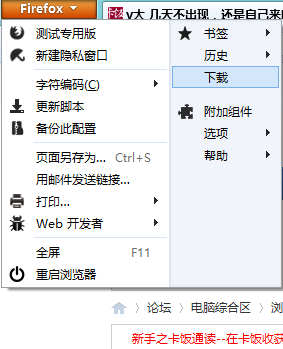 Firefox
v大 几天不出现，还是自己来
测试专用版
新建隐私窗口
字符编码(C)
更新脚本
备份此配置
页面另存为... Ctrl+S
用邮件发送链接...
打印...
Web 开发者
全屏 F11
重启浏览器
书签
历史
下载
附加组件
选项
帮助
论坛 › 电脑综合区 › 浏
新手之卡饭通读--在卡饭收获